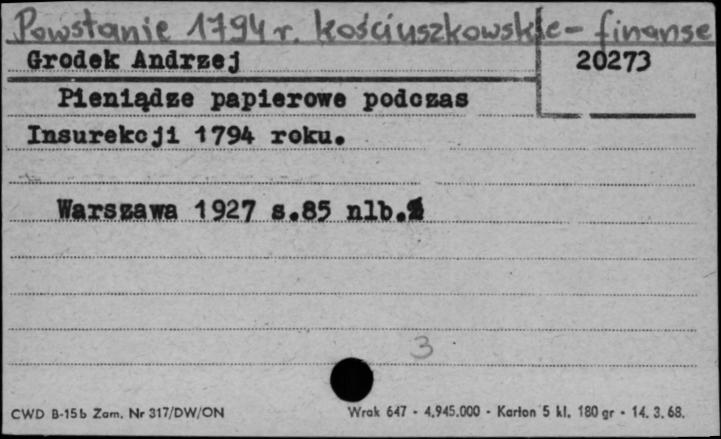 Powstanie 1794 r. kościuszkowskie - finanse
Grodek Andrzej
20273
Pieniądze papierowe podczas
Insurekcji 1794 roku.
Warszawa 1927 s.85 nlb.
3
CWD B-15b Zam. Nr 317/DW/ON
Wrak 647 - 4.945.000 - Karton 5 kl. 180 gr - 14. 3. 68.